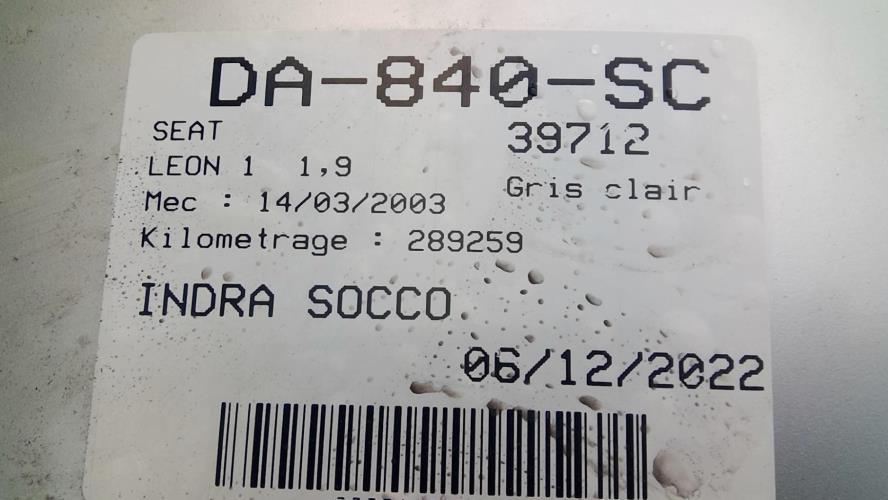 DA-840-SC
SEAT 39712
LEON 1 1,9
Gris clair
Mec : 14/03/2003
Kilometrage : 289259
INDRA SOCCO
06/12/2022